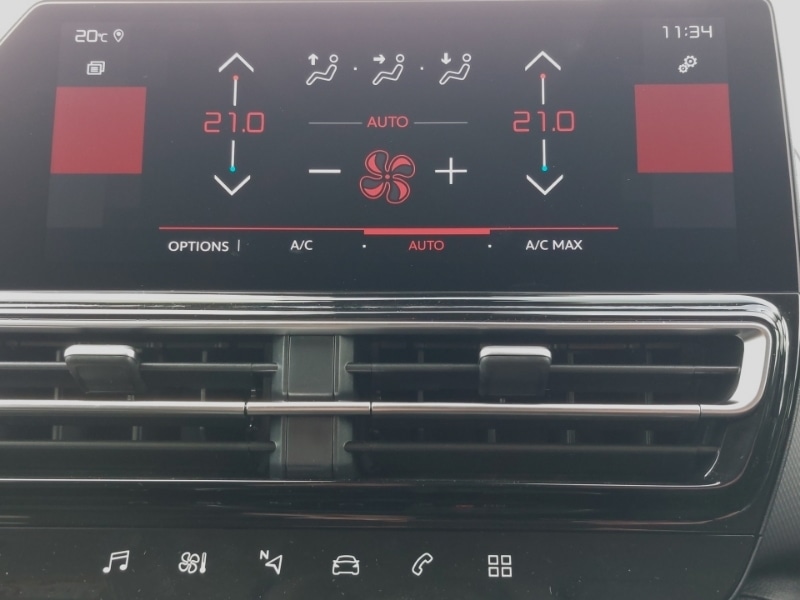 20°C 11:34
21.0 AUTO 21.0
OPTIONS | A/C · AUTO · A/C MAX
N